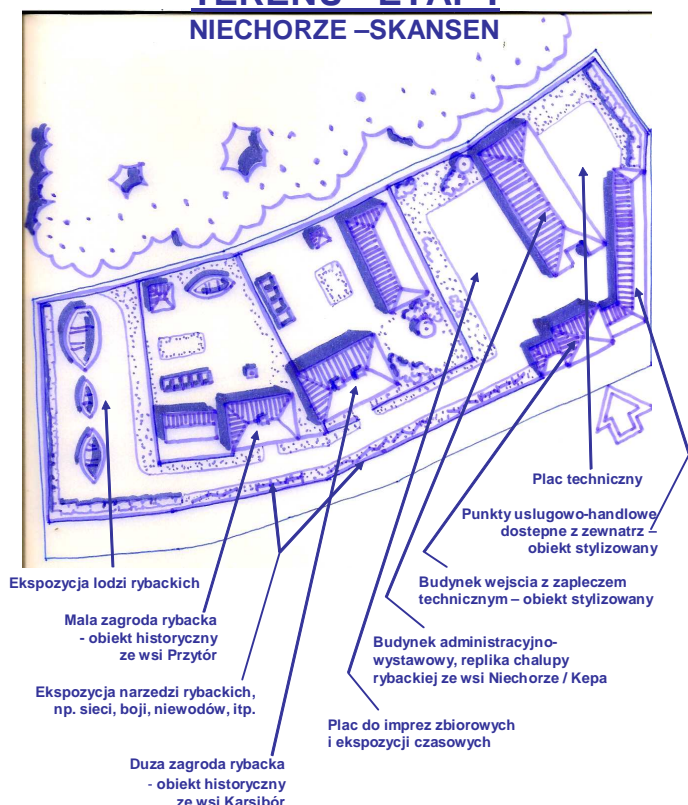 NIECHORZE –SKANSEN
Plac techniczny
Punkty uslugowo-handlowe
dostepne z zewnatrz –
obiekt stylizowany
Ekspozycja lodzi rybackich
Budynek wejscia z zapleczem
technicznym – obiekt stylizowany
Mala zagroda rybacka
- obiekt historyczny
ze wsi Przytór
Budynek administracyjno-
wystawowy, replika chalupy
rybackiej ze wsi Niechorze / Kepa
Ekspozycja narzedzi rybackich,
np. sieci, boji, niewodów, itp.
Plac do imprez zbiorowych
i ekspozycji czasowych
Duza zagroda rybacka
- obiekt historyczny
ze wsi Karsibór